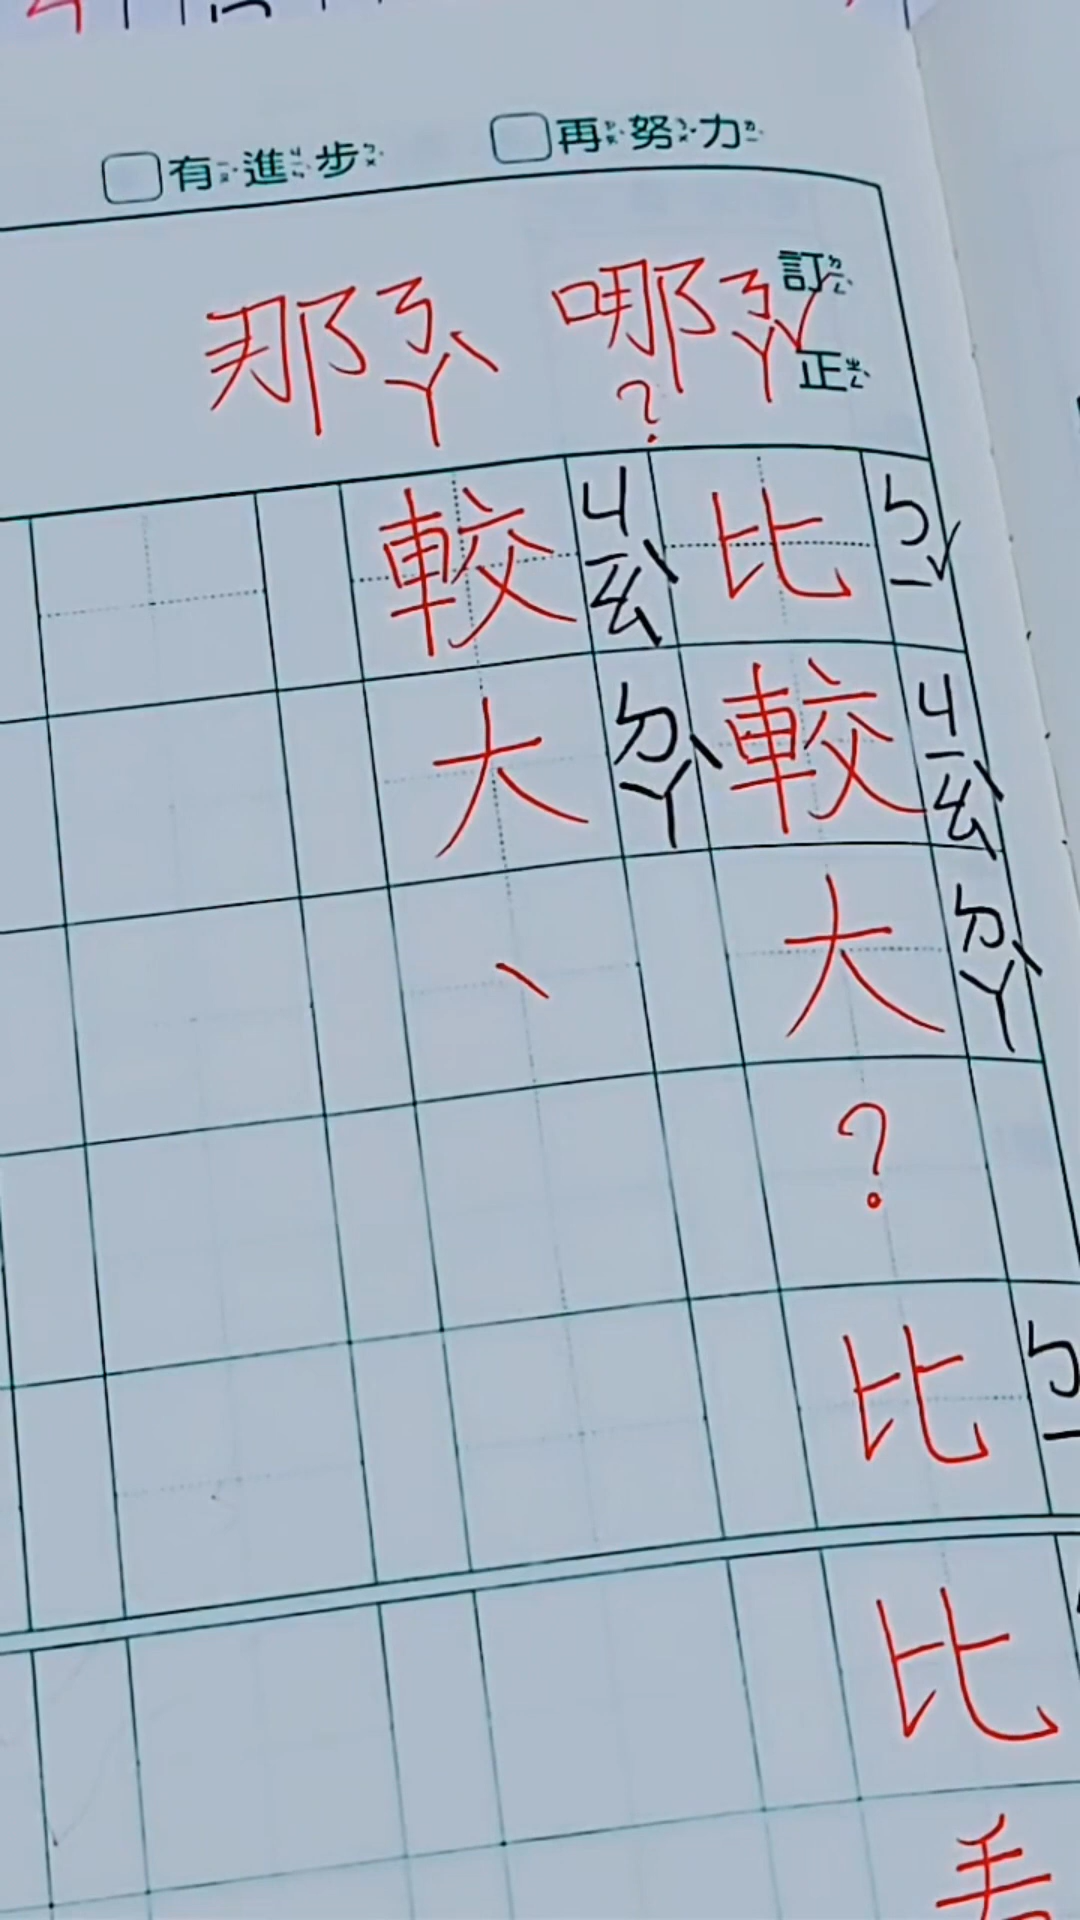 有進步 再努力
訂正
哪ㄋㄚˇ?
那ㄋㄚˋ
比ㄅㄧˇ較ㄐㄧㄠˋ大ㄉㄚˋ?比ㄅㄧ比
較ㄐㄧㄠˋ大ㄉㄚˋ、